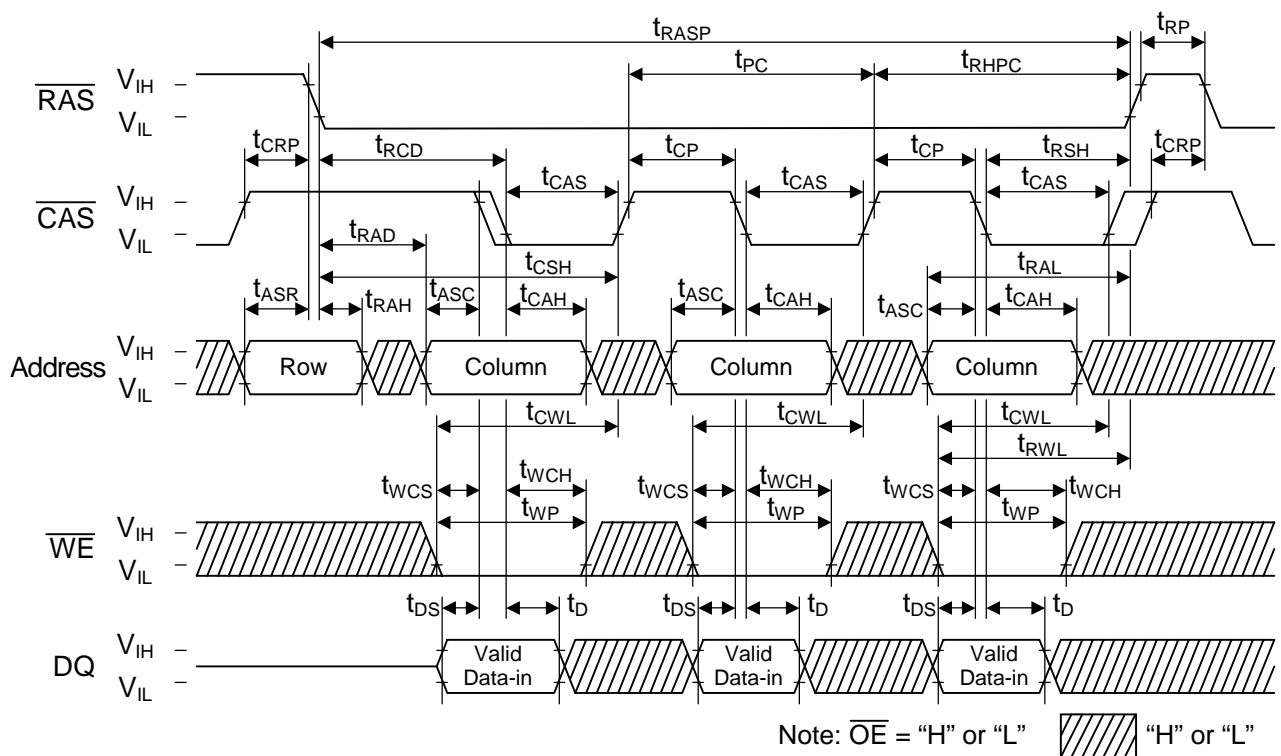 tRASP tRP
tPC tRHPC
RAS VIH
VIL
tCRP tRCD tCP tCP tRSH tCRP
tCAS tCAS tCAS
CAS VIH
VIL
tRAD
tCSH tRAL
tASR tRAH tASC tCAH tASC tCAH tASC tCAH
Address VIH
VIL
Row Column Column Column
tCWL tCWL tCWL
tRWL
tWCS tWCH tWCS tWCH tWCS tWCH
tWP tWP tWP
WE VIH
VIL
tDS tD tDS tD tDS tD
DQ VIH
VIL
Valid Valid Valid
Data-in Data-in Data-in
Note: OE = “H” or “L” “H” or “L”